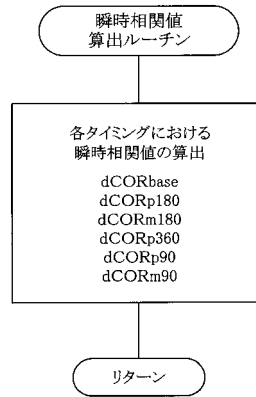 瞬時相関値
算出ルーチン
各タイミングにおける
瞬時相関値の算出
dCORbase
dCORp180
dCORm180
dCORp360
dCORp90
dCORm90
リターン